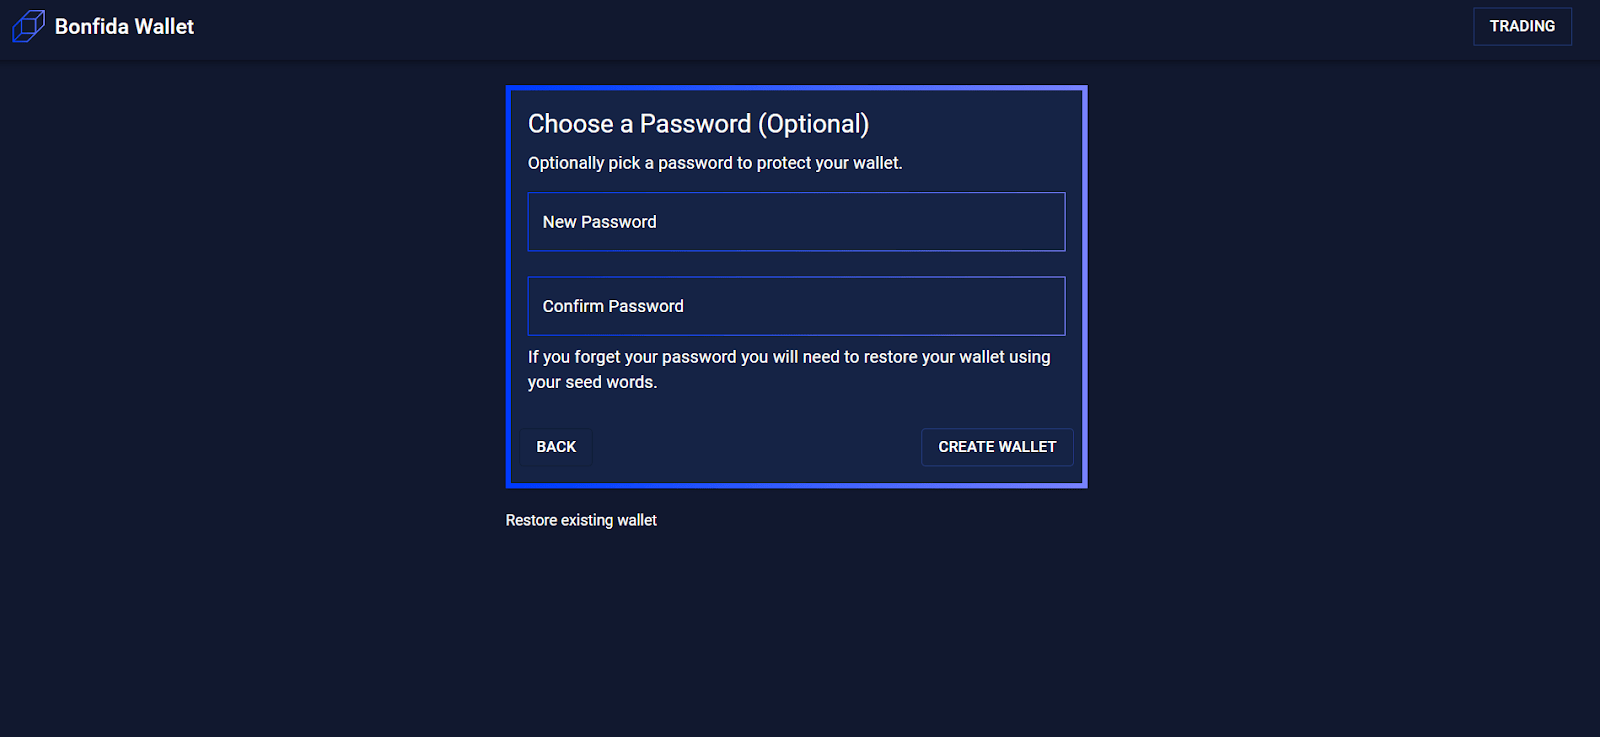 Bonfida Wallet
TRADING
Choose a Password (Optional)
Optionally pick a password to protect your wallet.
New Password
Confirm Password
If you forget your password you will need to restore your wallet using
your seed words.
BACK
CREATE WALLET
Restore existing wallet